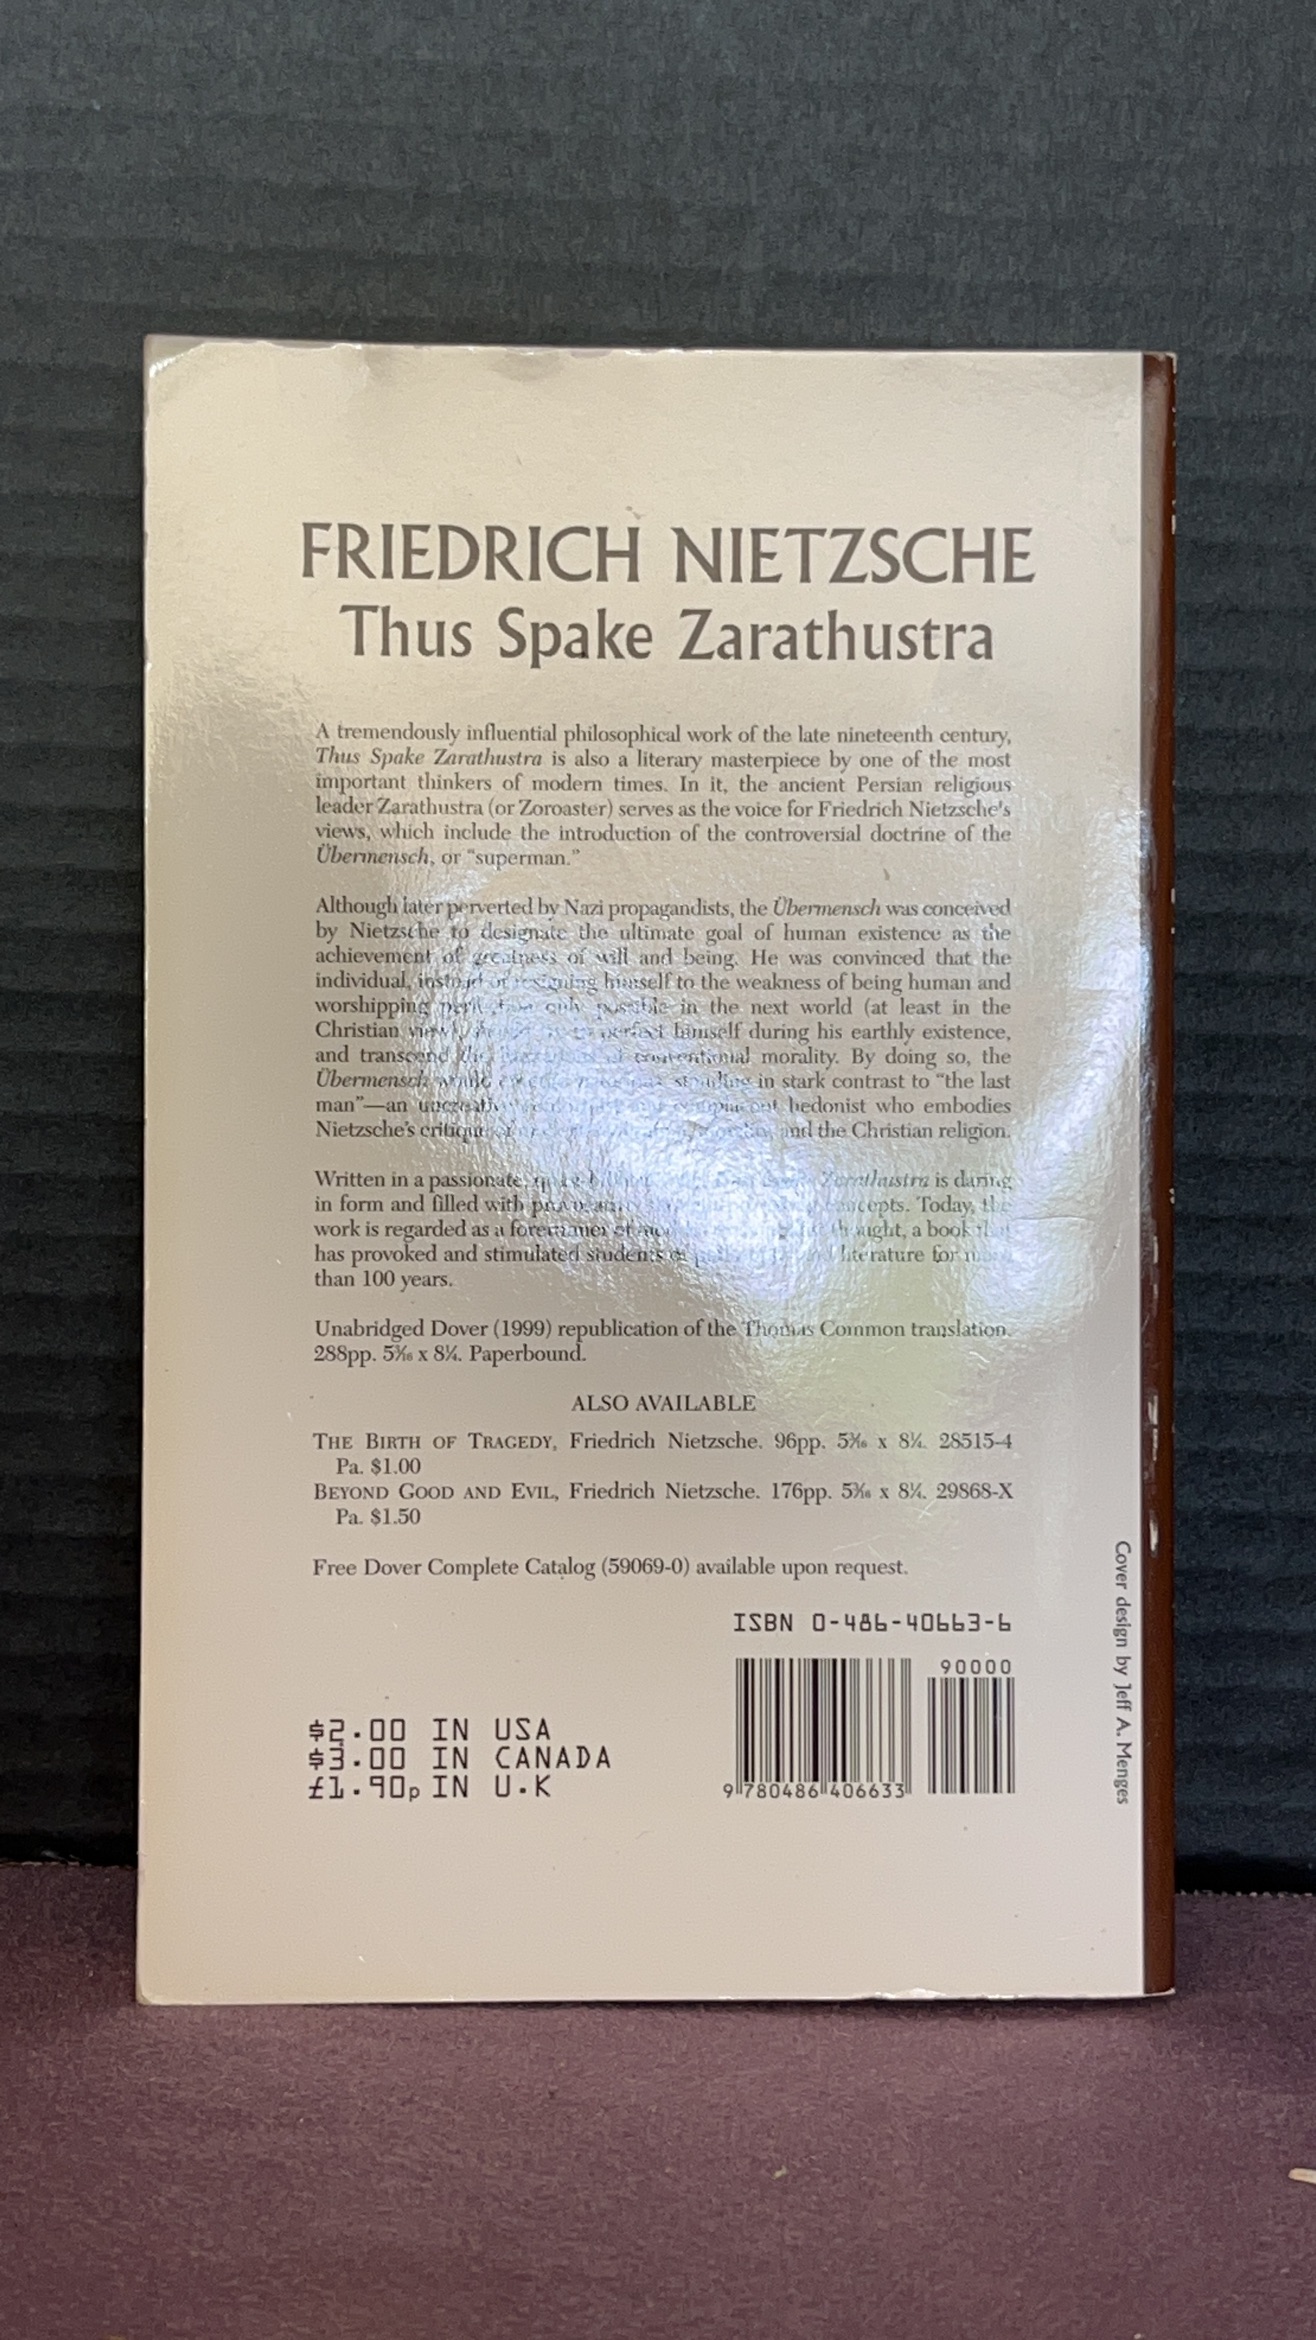 FRIEDRICH NIETZSCHE
Thus Spake Zarathustra
A tremendously influential philosophical work of the late nineteenth century,
Thus Spake Zarathustra is also a literary masterpiece by one of the most
important thinkers of modern times. In it, the ancient Persian religious
leader Zarathustra (or Zoroaster) serves as the voice for Friedrich Nietzsche's
views, which include the introduction of the controversial doctrine of the
Übermensch, or "superman."
Although later perverted by Nazi propagandists, the Übermensch was conceived
by Nietzsche to designate the ultimate goal of human existence as the
achievement of greatness of will and being. He was convinced that the
individual, instead of resigning himself to the weakness of being human and
worshipping only possible in the next world (at least in the
Christian perfect himself during his earthly existence,
and transcend the of conventional morality. By doing so, the
Übermensch would standing in stark contrast to "the last
man"—an hedonist who embodies
Nietzsche's and the Christian religion.
Written in a passionate, Zarathustra is daring
in form and filled with concepts. Today, the
work is regarded as a forerunner of thought, a book that
has provoked and stimulated students of literature for more
than 100 years.
Unabridged Dover (1999) republication of the Thomas Common translation.
288pp. 5³⁄₁₆ x 8¼. Paperbound.
ALSO AVAILABLE
THE BIRTH OF TRAGEDY, Friedrich Nietzsche. 96pp. 5³⁄₁₆ x 8¼. 28515-4
Pa. $1.00
BEYOND GOOD AND EVIL, Friedrich Nietzsche. 176pp. 5³⁄₁₆ x 8¼. 29868-X
Pa. $1.50
Free Dover Complete Catalog (59069-0) available upon request.
ISBN 0-486-40663-6
90000
9 780486 406633
$2.00 IN USA
$3.00 IN CANADA
£1.90p IN U.K
Cover design by Jeff A. Menges